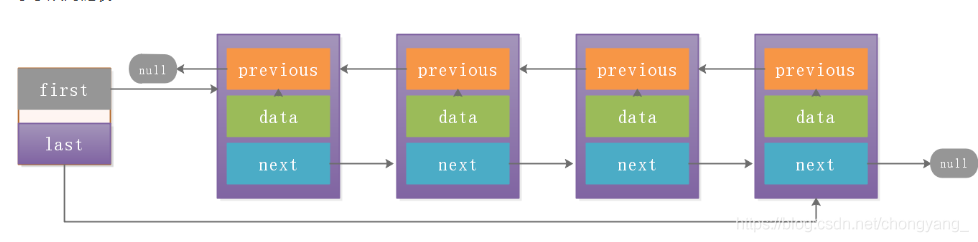 null
previous
previous
previous
previous
first
data
data
data
data
last
next
next
next
next
null
https://blog.csdn.net/chongyang_